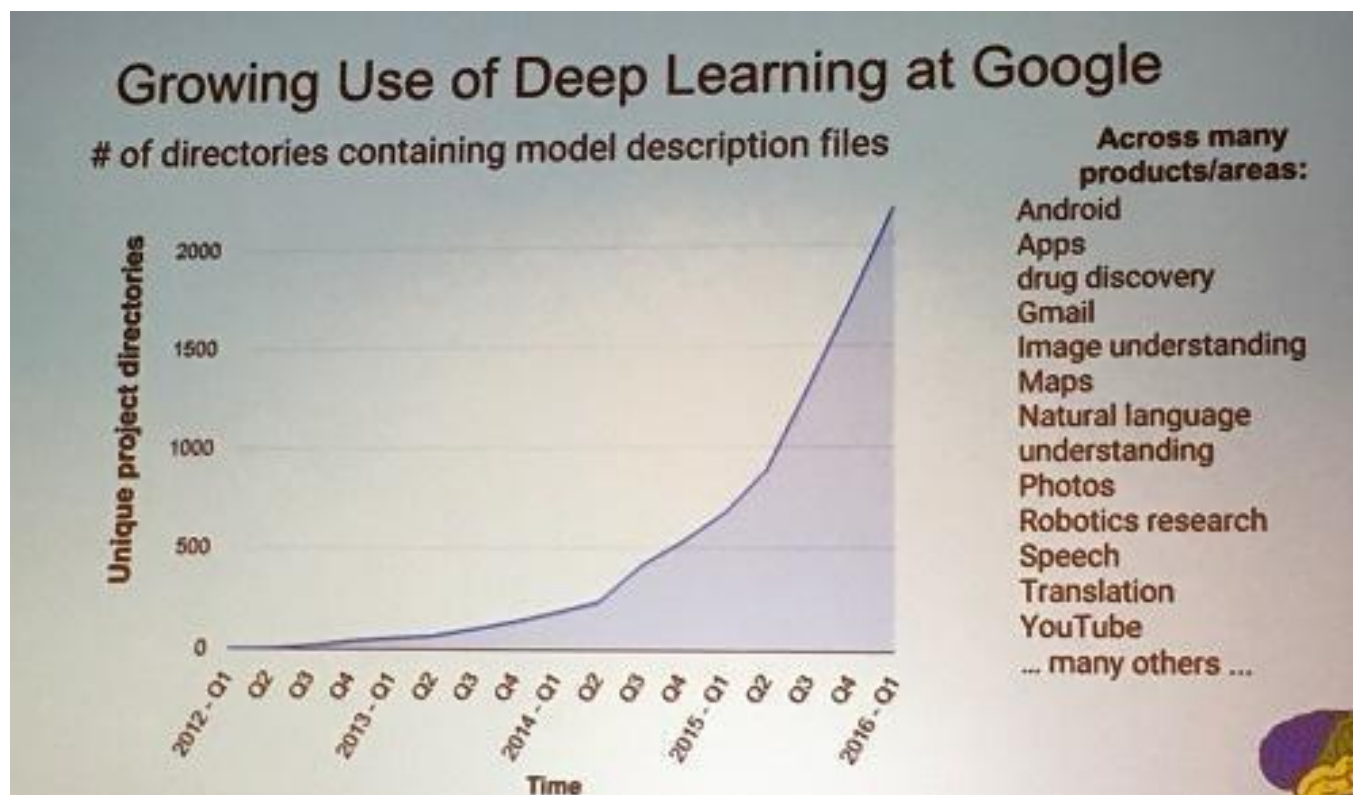 Growing Use of Deep Learning at Google
# of directories containing model description files
Unique project directories
2000
1500
1000
500
0
2012 - Q1
Q2
Q3
Q4
2013 - Q1
Q2
Q3
Q4
2014 - Q1
Q2
Q3
Q4
2015 - Q1
Q2
Q3
Q4
2016 - Q1
Time
Across many
products/areas:
Android
Apps
drug discovery
Gmail
Image understanding
Maps
Natural language
understanding
Photos
Robotics research
Speech
Translation
YouTube
... many others ...